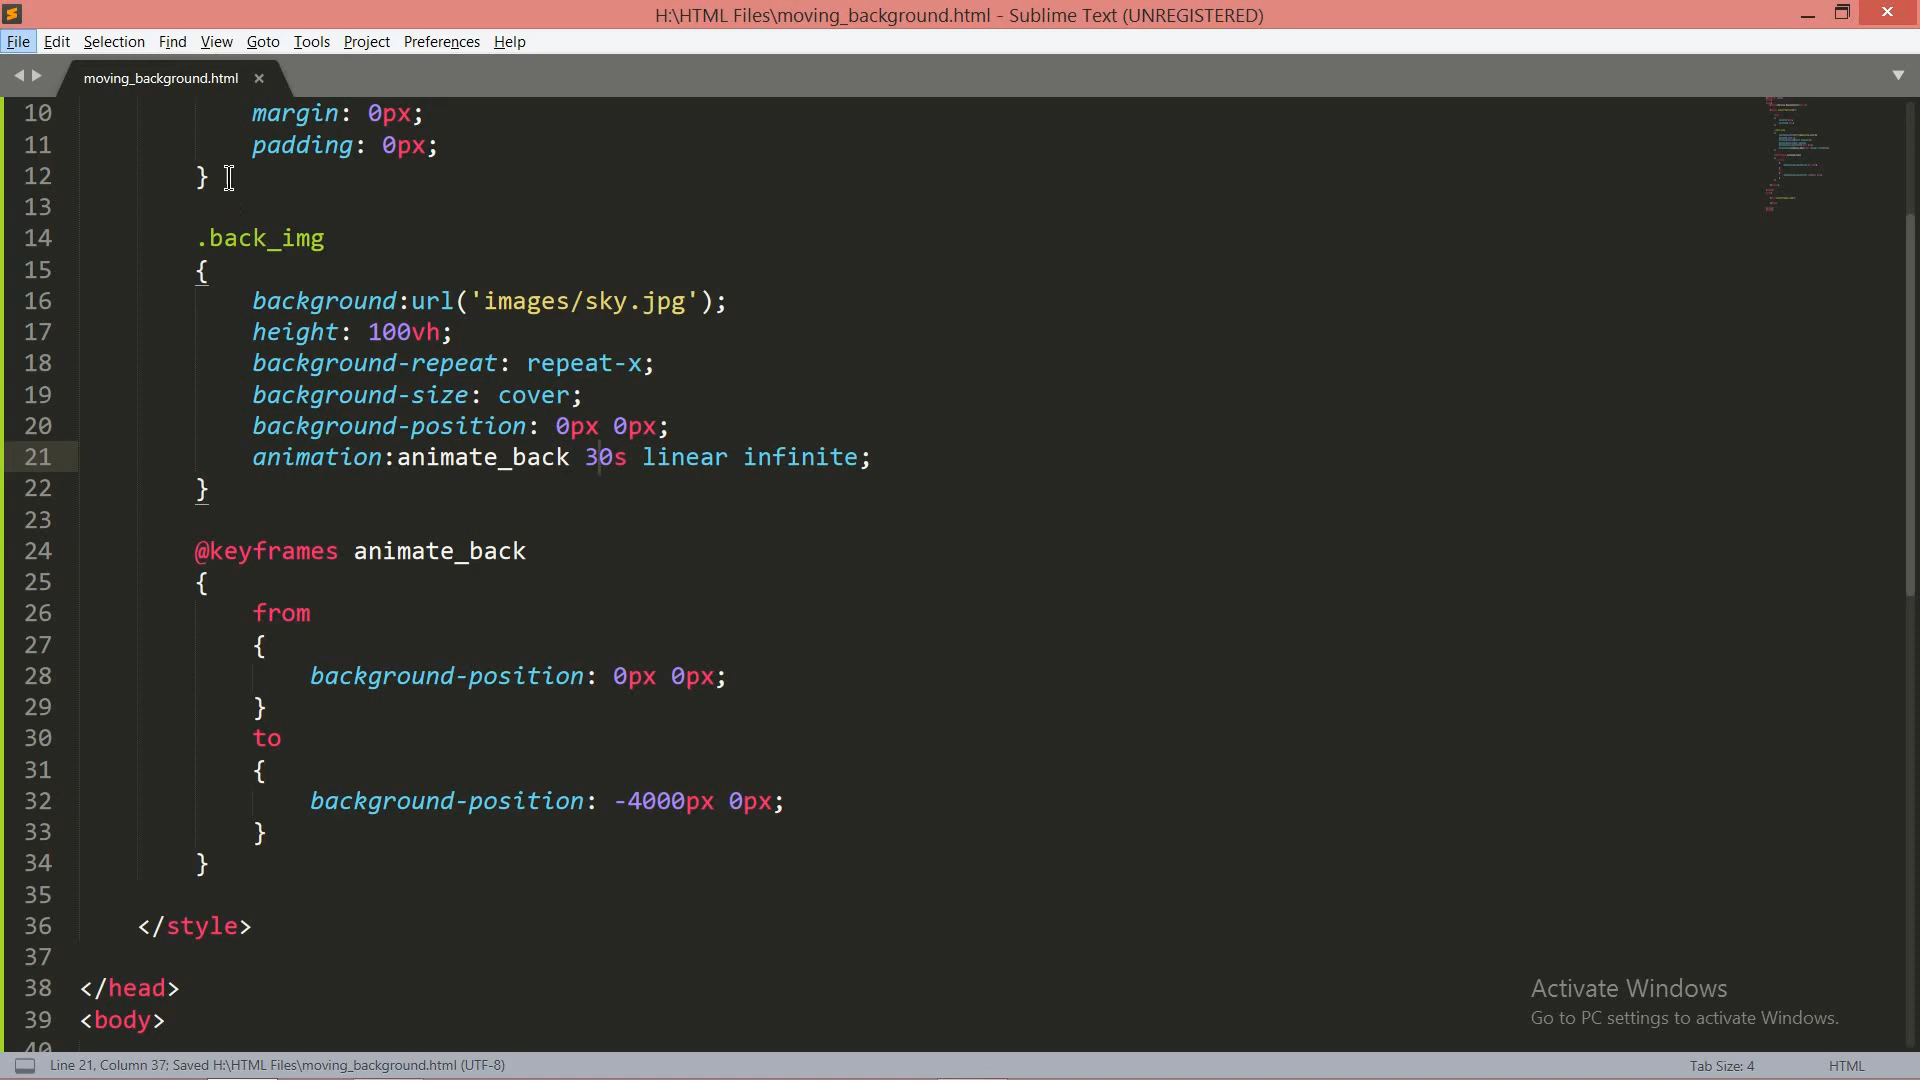 H:\HTML Files\moving_background.html - Sublime Text (UNREGISTERED)
File Edit Selection Find View Goto Tools Project Preferences Help
moving_background.html
10 margin: 0px;
11 padding: 0px;
12 }
13
14 .back_img
15 {
16 background:url('images/sky.jpg');
17 height: 100vh;
18 background-repeat: repeat-x;
19 background-size: cover;
20 background-position: 0px 0px;
21 animation:animate_back 30s linear infinite;
22 }
23
24 @keyframes animate_back
25 {
26 from
27 {
28 background-position: 0px 0px;
29 }
30 to
31 {
32 background-position: -4000px 0px;
33 }
34 }
35
36 </style>
37
38 </head>
39 <body>
40
Activate Windows
Go to PC settings to activate Windows.
Line 21, Column 37; Saved H:\HTML Files\moving_background.html (UTF-8) Tab Size: 4 HTML